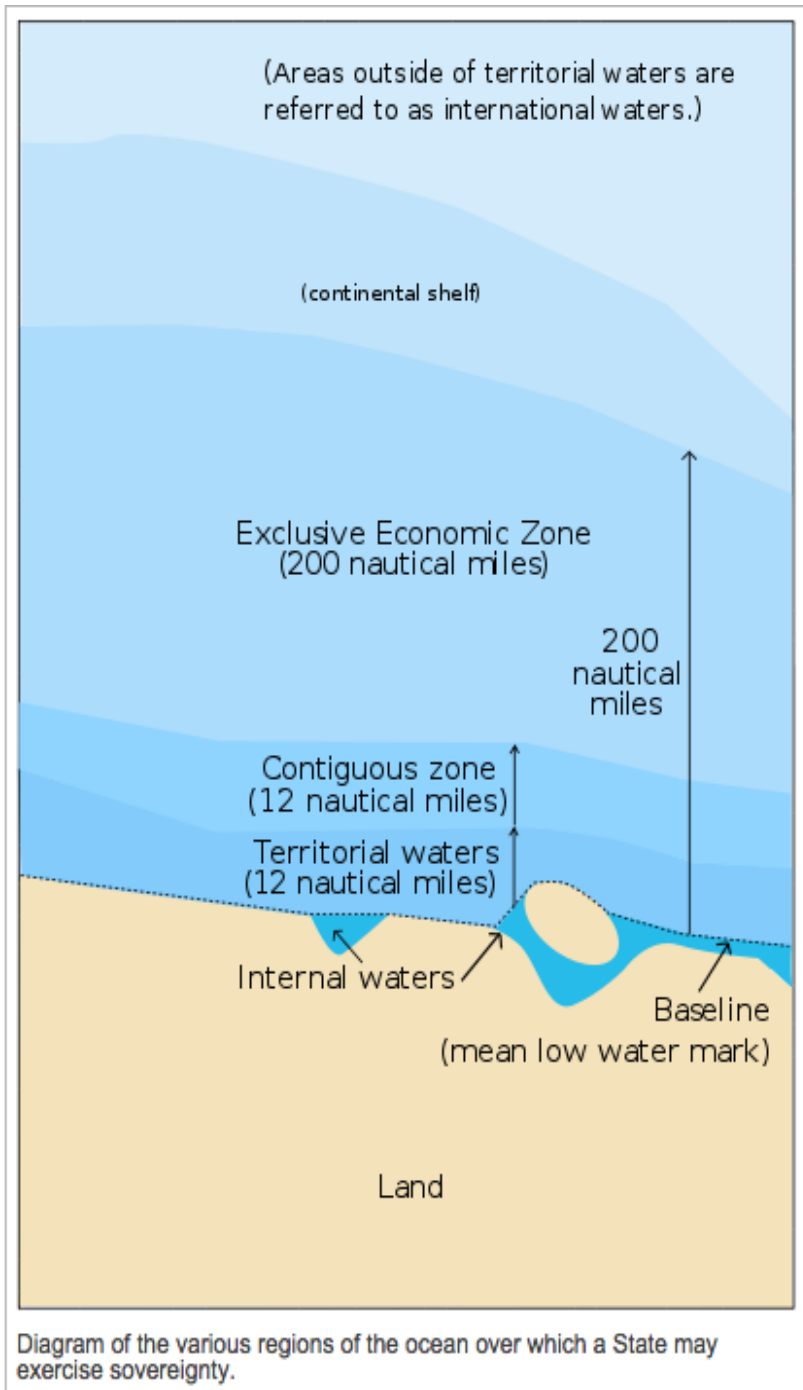 (Areas outside of territorial waters are
referred to as international waters.)
(continental shelf)
Exclusive Economic Zone
(200 nautical miles)
200
nautical
miles
Contiguous zone
(12 nautical miles)
Territorial waters
(12 nautical miles)
Internal waters
Baseline
(mean low water mark)
Land
Diagram of the various regions of the ocean over which a State may
exercise sovereignty.